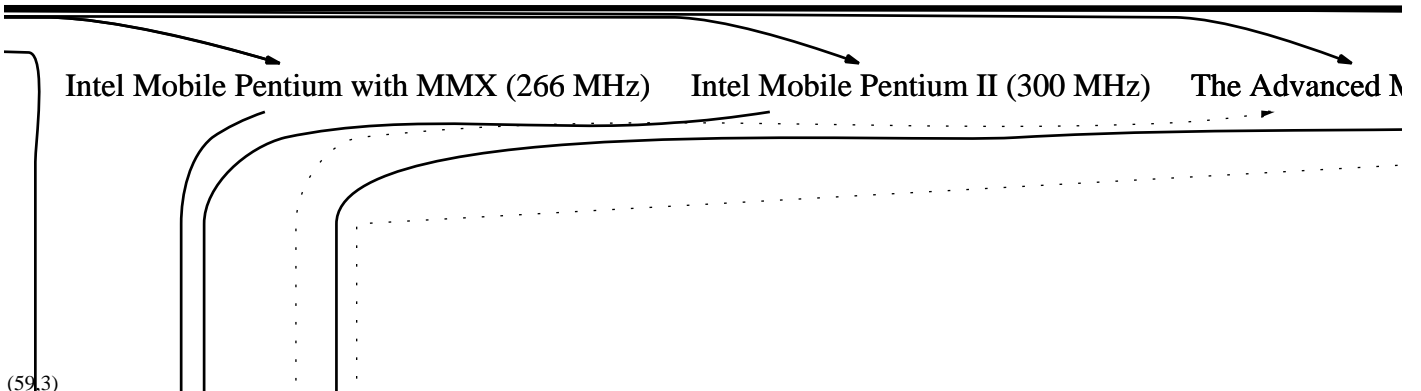 Intel Mobile Pentium with MMX (266 MHz) Intel Mobile Pentium II (300 MHz) The Advanced
(59.3)